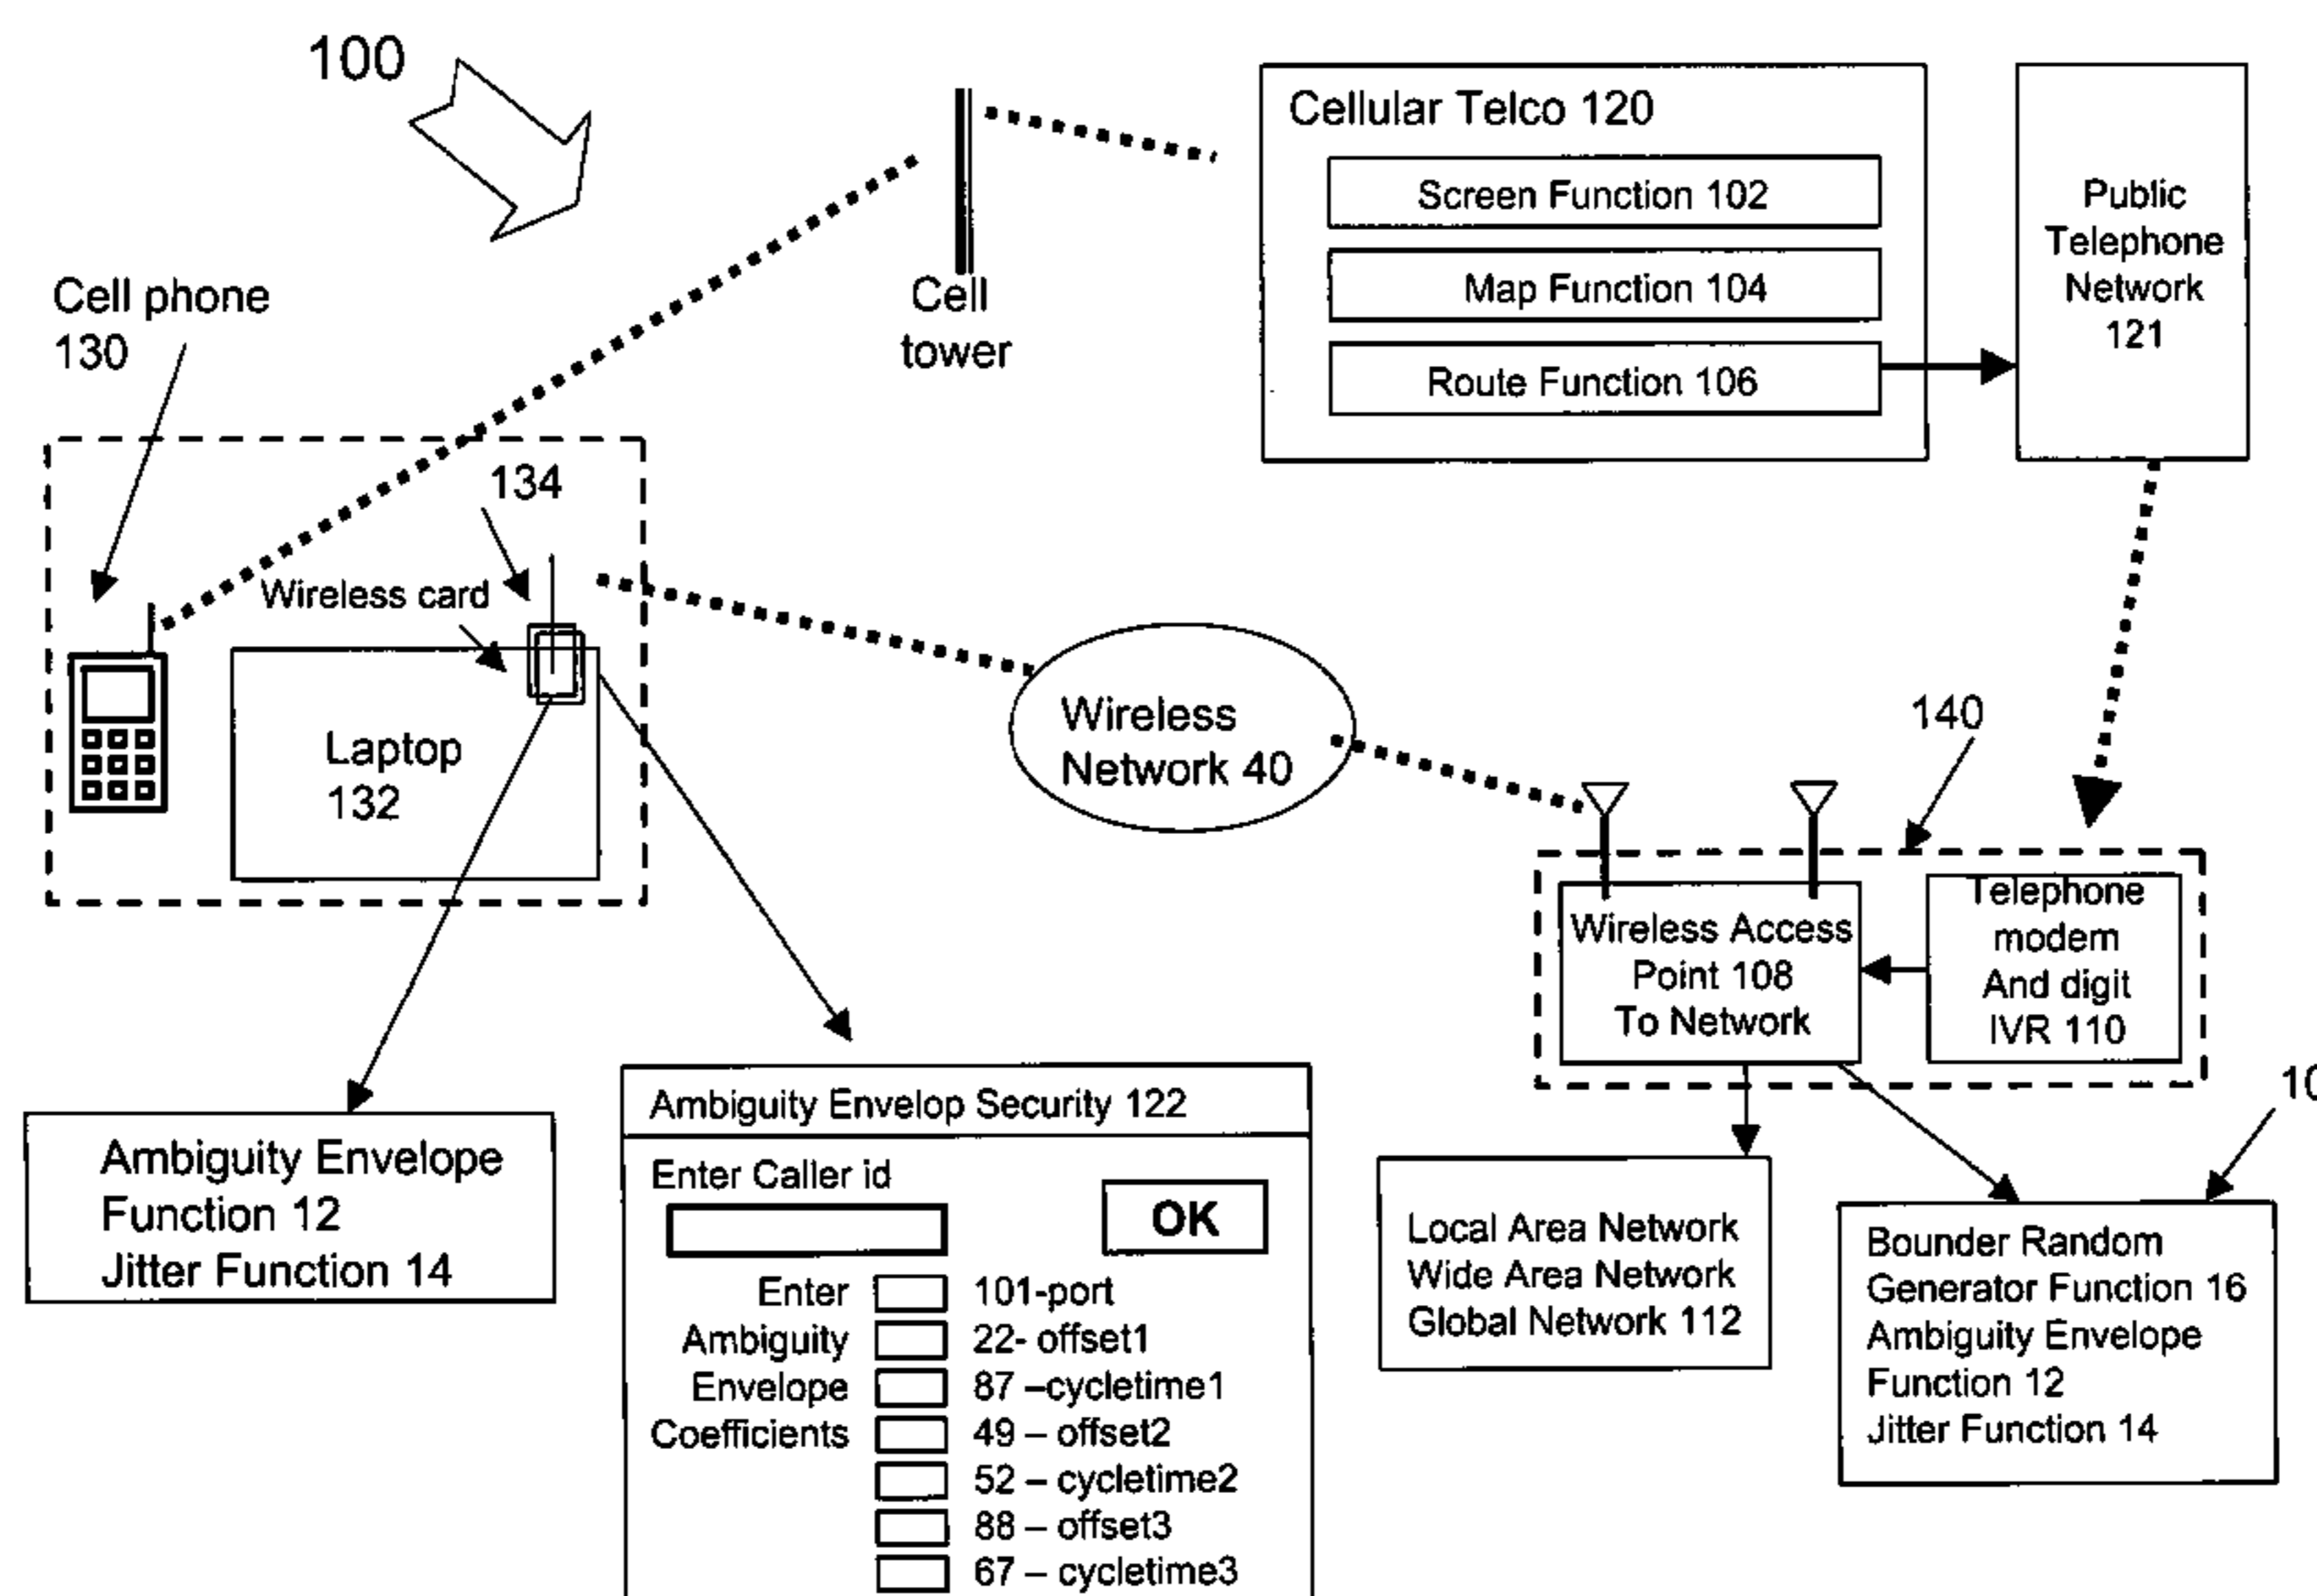 100
Cellular Telco 120
Screen Function 102
Map Function 104
Route Function 106
Public
Telephone
Network
121
Cell phone
130
Cell
tower
134
Wireless card
Laptop
132
Wireless
Network 40
140
Wireless Access
Point 108
To Network
Telephone
modem
And digit
IVR 110
10
Ambiguity Envelope
Function 12
Jitter Function 14
Ambiguity Envelop Security 122
Enter Caller id
OK
Enter
Ambiguity
Envelope
Coefficients
101-port
22- offset1
87 –cycletime1
49 – offset2
52 – cycletime2
88 – offset3
67 – cycletime3
Local Area Network
Wide Area Network
Global Network 112
Bounder Random
Generator Function 16
Ambiguity Envelope
Function 12
Jitter Function 14